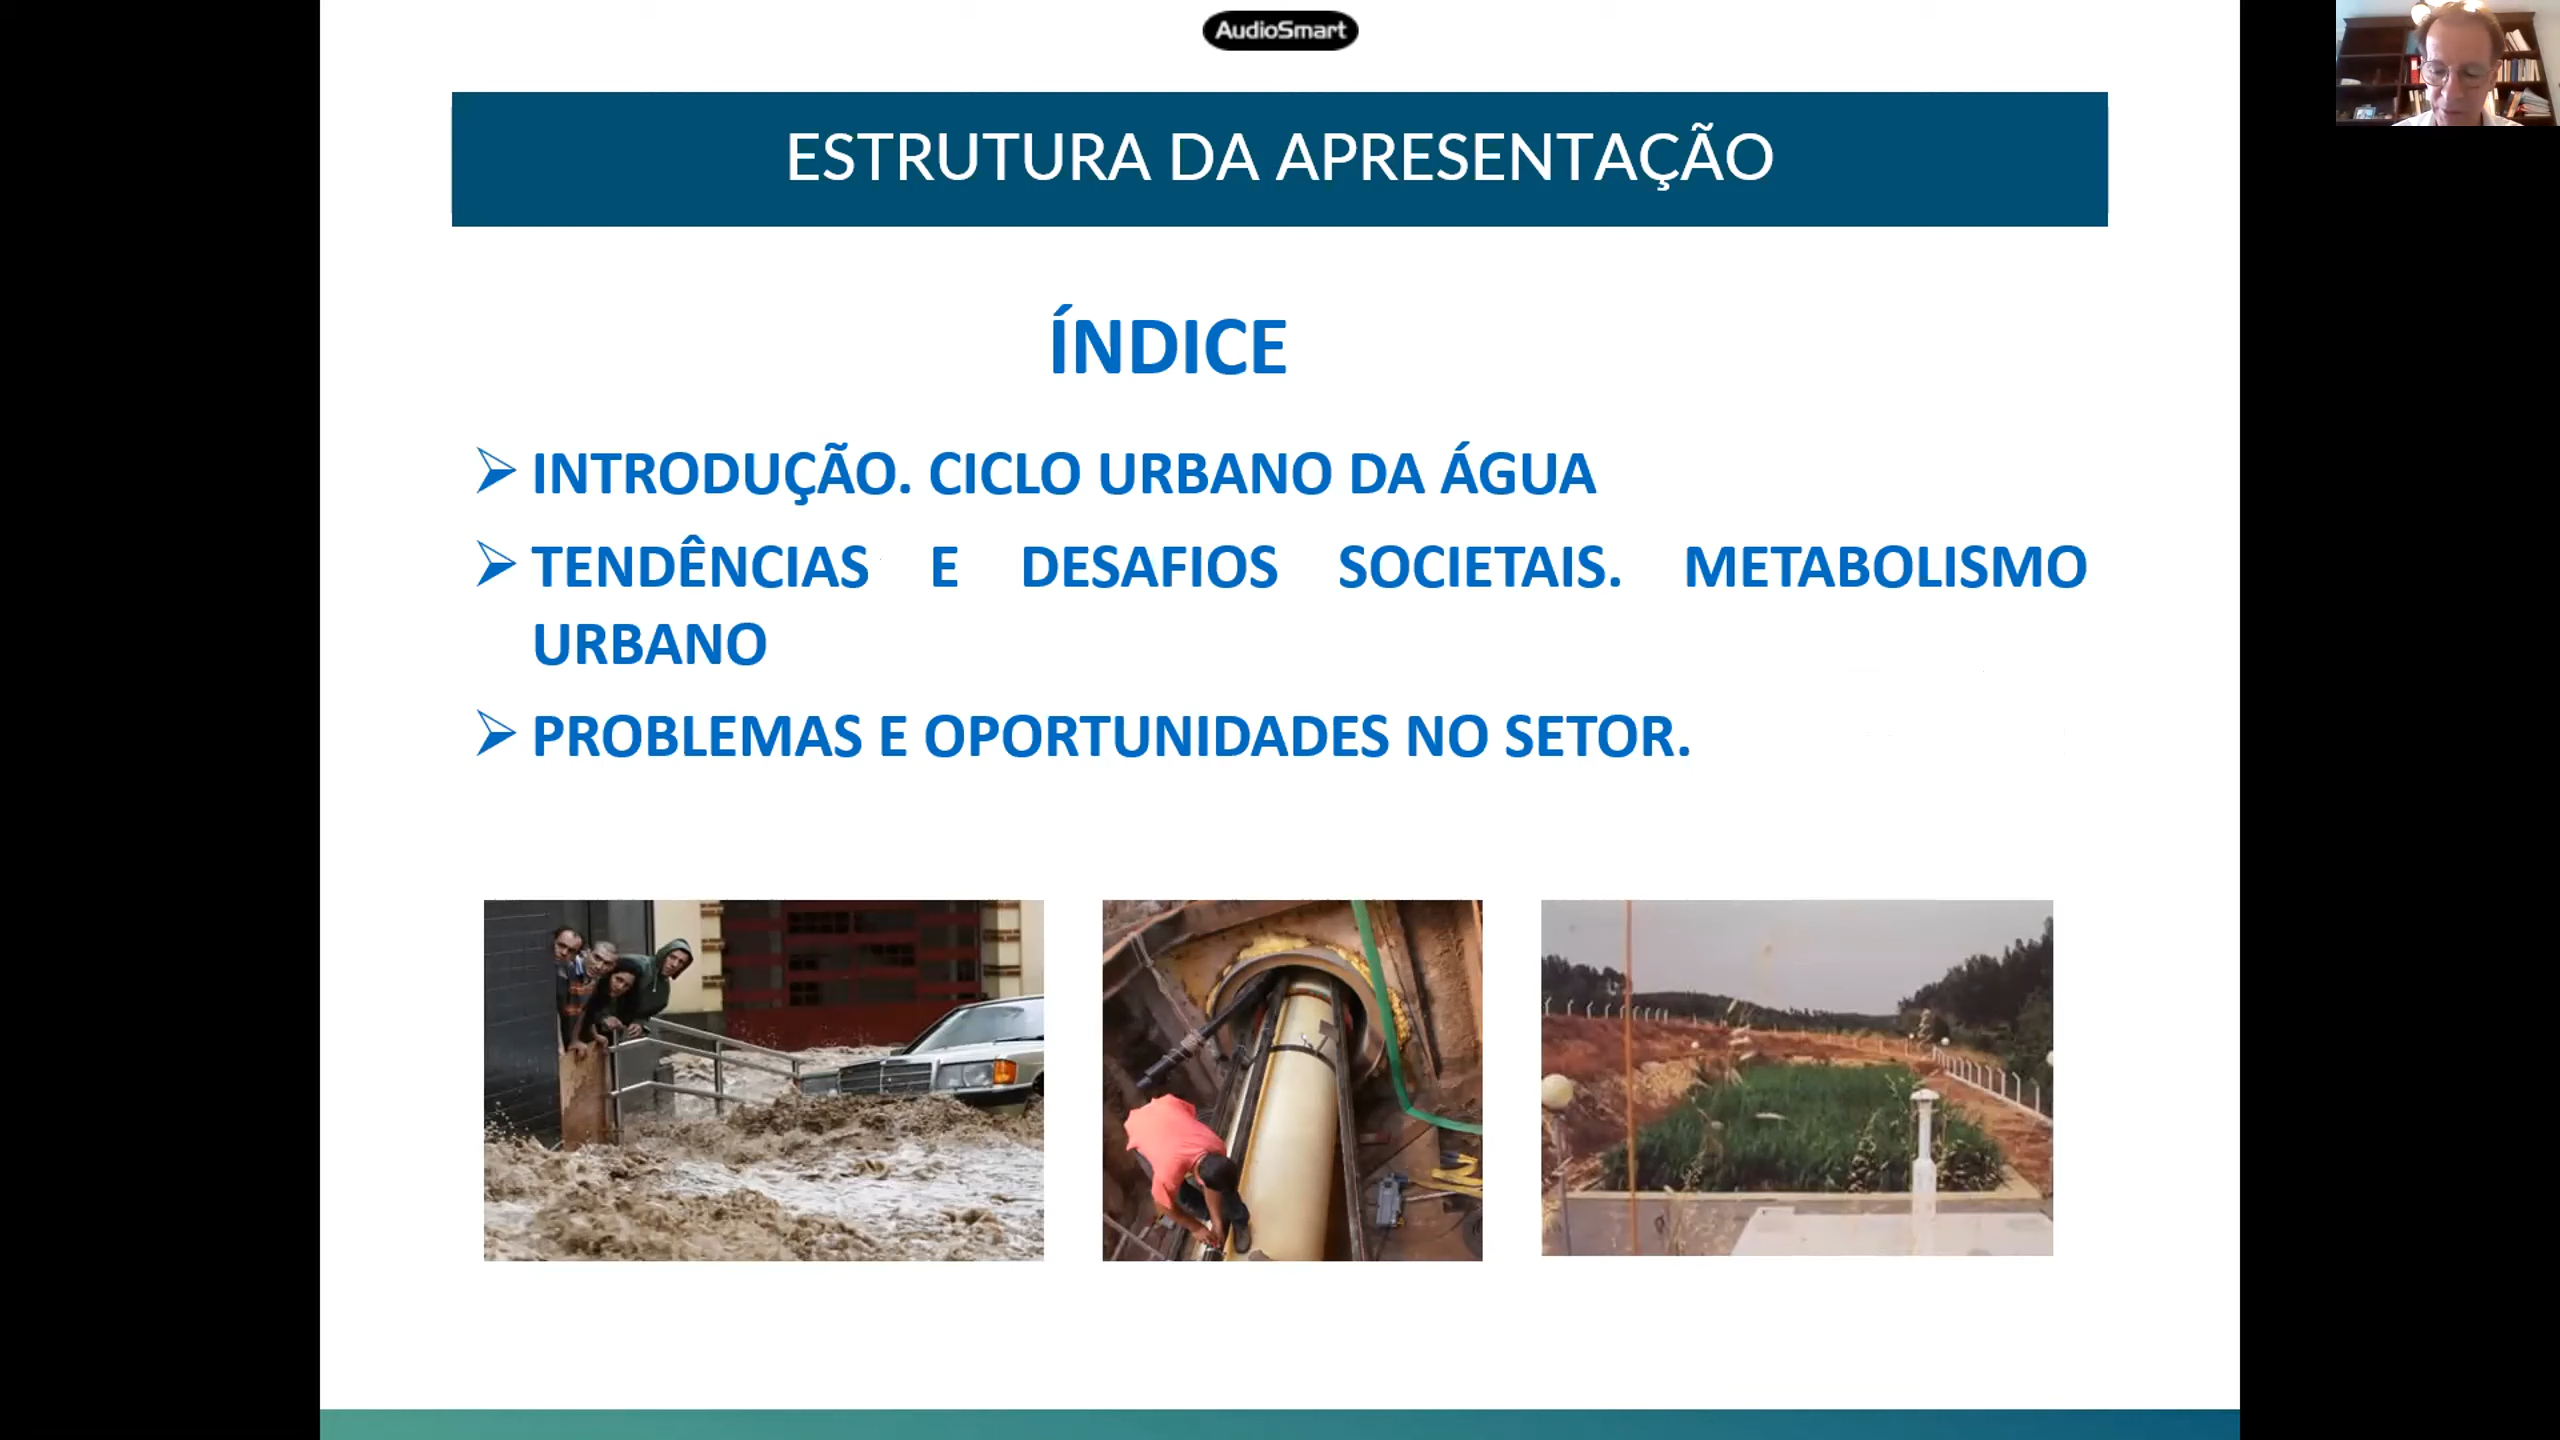 AudioSmart
ESTRUTURA DA APRESENTAÇÃO
ÍNDICE
INTRODUÇÃO. CICLO URBANO DA ÁGUA
TENDÊNCIAS E DESAFIOS SOCIETAIS. METABOLISMO
URBANO
PROBLEMAS E OPORTUNIDADES NO SETOR.